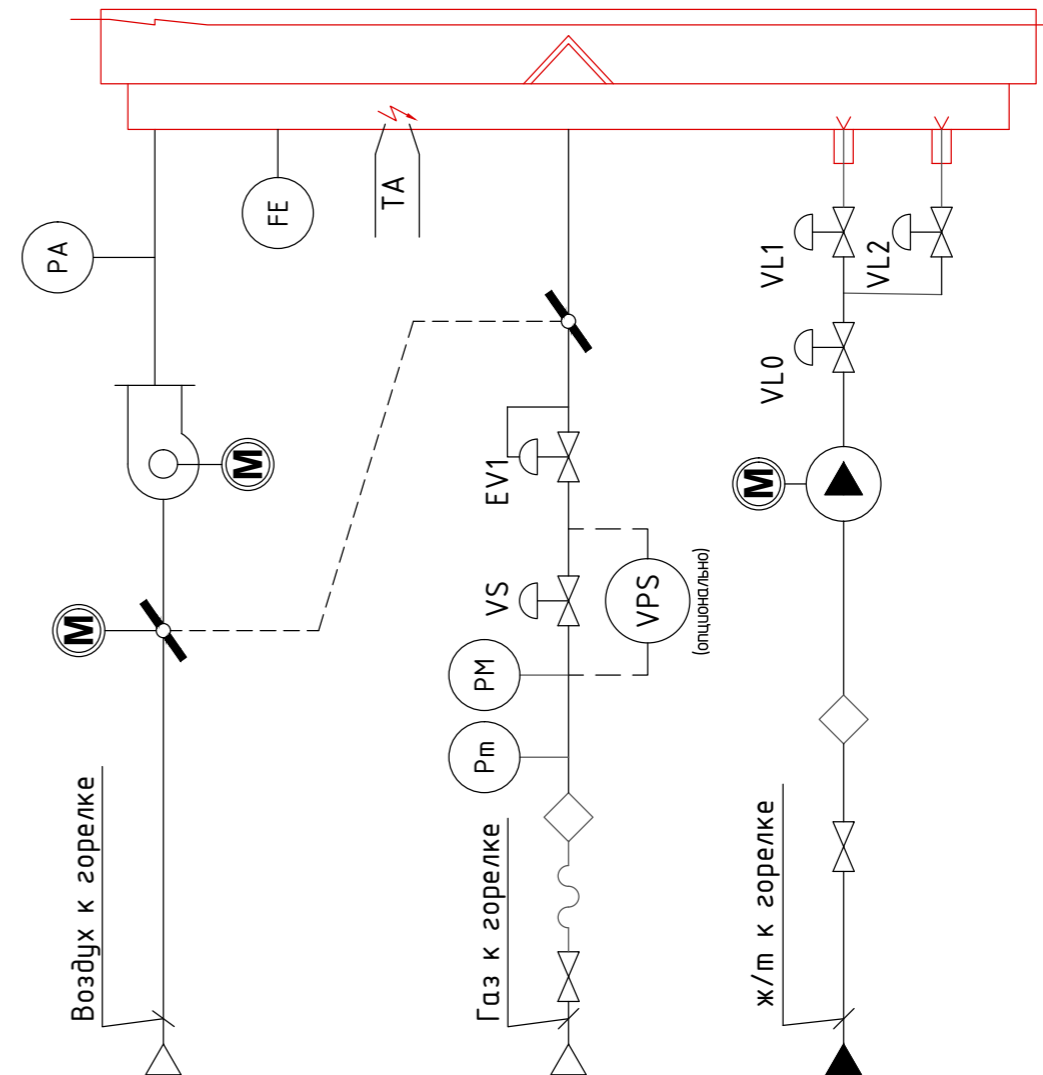 PA
FE
TA
M
M
Воздух к горелке
EV1
VS
VPS
(опционально)
PM
Pm
Газ к горелке
VL1
VL2
VL0
M
ж/т к горелке